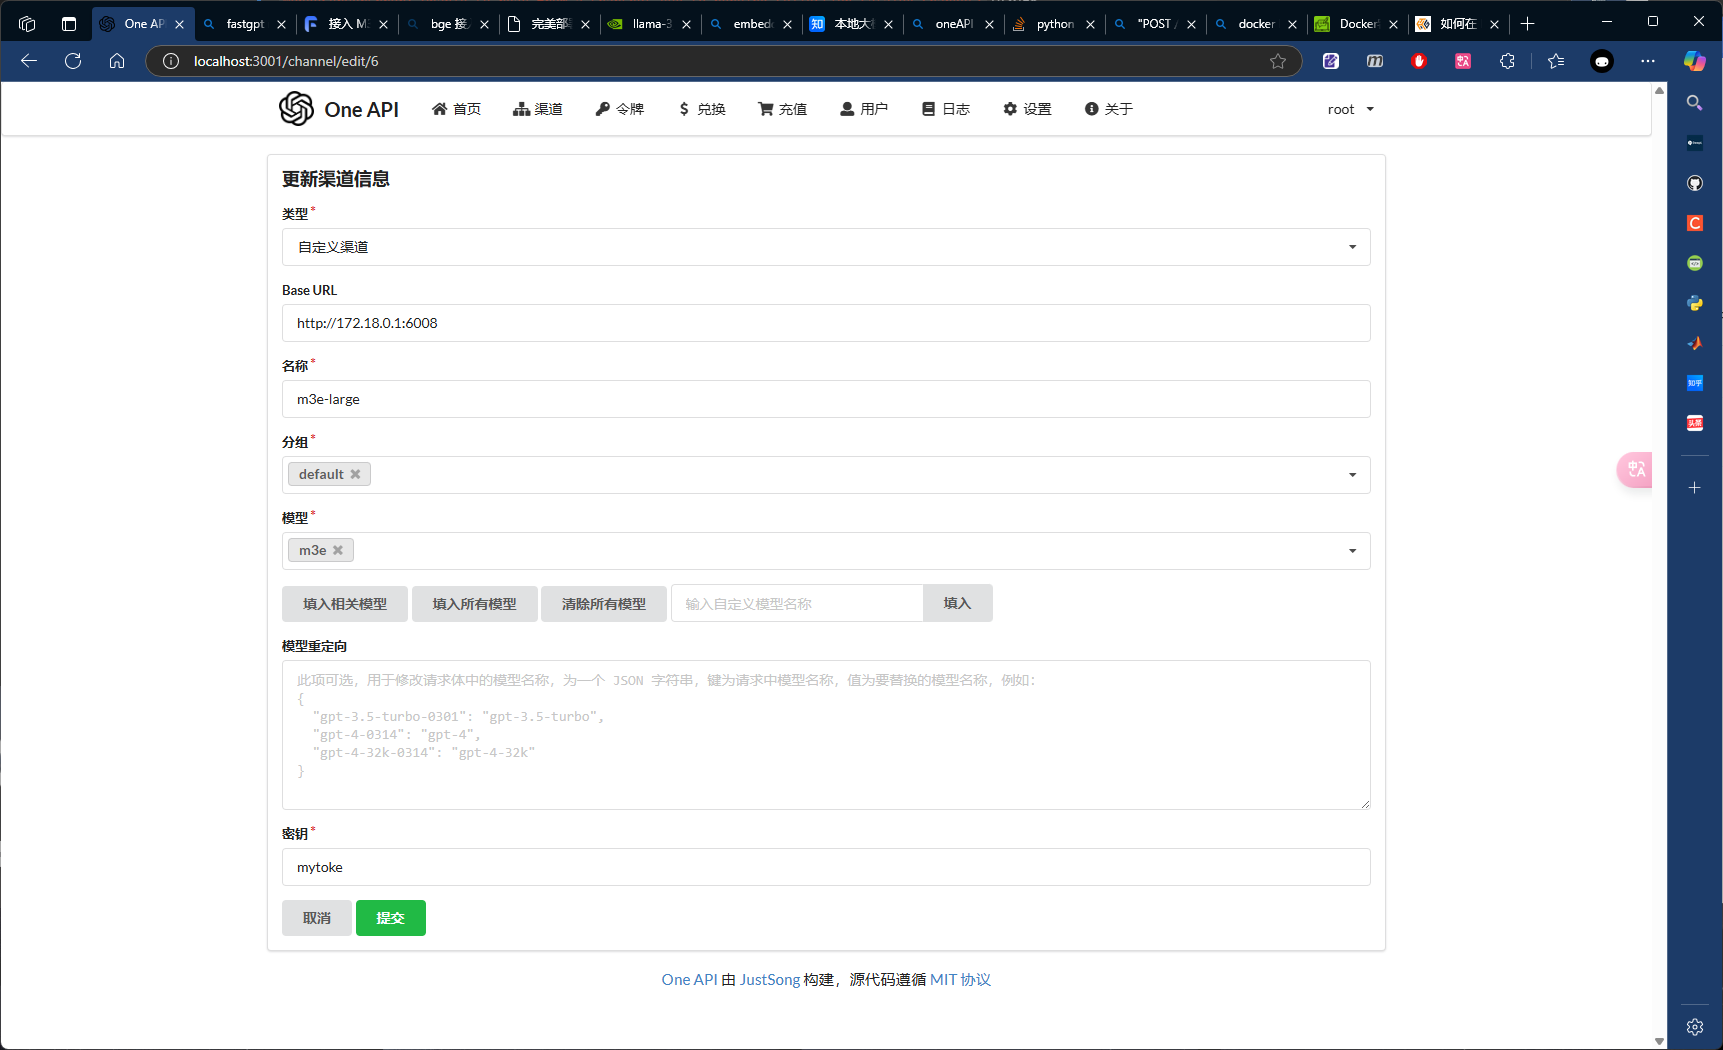 One AP
fastgpt
接入 M
bge 接
完美部
llama-3
embed
本地大
oneAPI
python
"POST /
docker
Docker
如何在
localhost:3001/channel/edit/6
One API
首页
渠道
令牌
兑换
充值
用户
日志
设置
关于
root
更新渠道信息
类型*
自定义渠道
Base URL
http://172.18.0.1:6008
名称*
m3e-large
分组*
default
模型*
m3e
填入相关模型 填入所有模型 清除所有模型 输入自定义模型名称 填入
模型重定向
此项可选，用于修改请求体中的模型名称，为一个 JSON 字符串，键为请求中模型名称，值为要替换的模型名称，例如：
{
"gpt-3.5-turbo-0301": "gpt-3.5-turbo",
"gpt-4-0314": "gpt-4",
"gpt-4-32k-0314": "gpt-4-32k"
}
密钥*
mytoke
取消 提交
One API 由 JustSong 构建，源代码遵循 MIT 协议